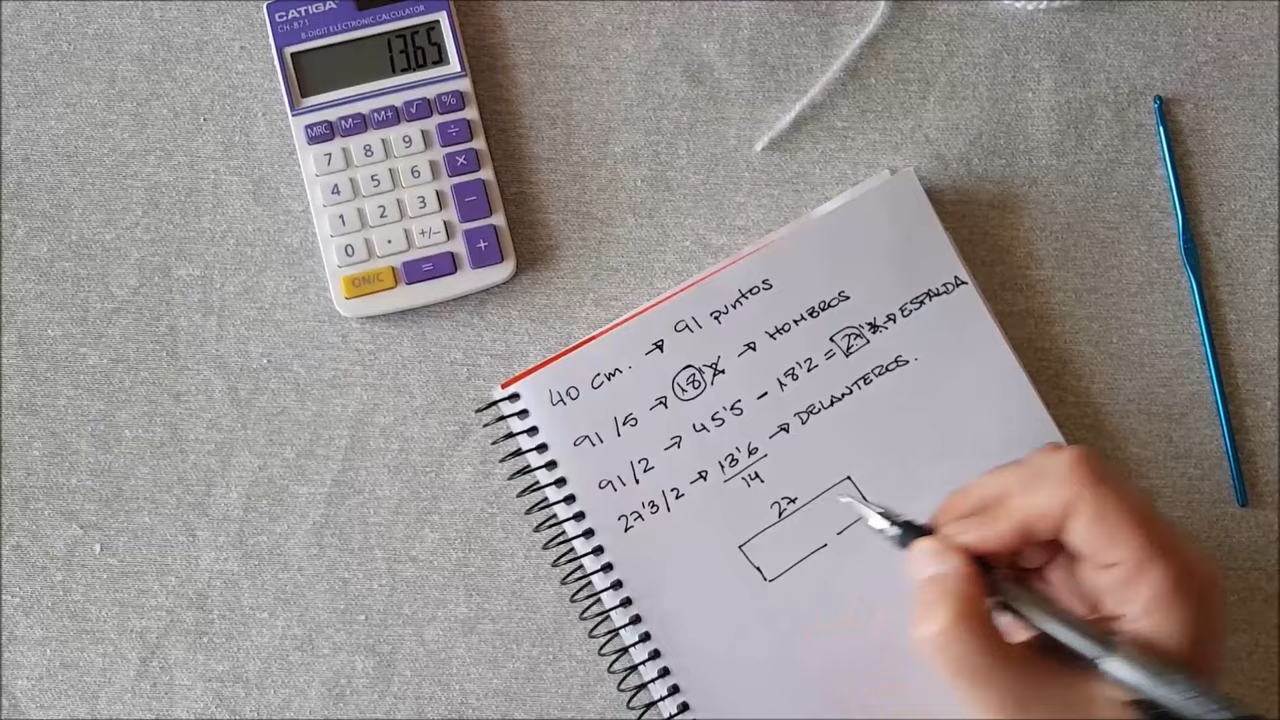 CATIGA
CH-871
8-DIGIT ELECTRONIC CALCULATOR
13.65
MRC M- M+ √ %
7 8 9 ÷
4 5 6 ×
1 2 3 −
0 . +/- +
ON/C =
40 cm. → 91 puntos
91/5 → 18' → HOMBROS
91/2 → 45'5 - 18'2 = 27' → ESPALDA
27'3/2 → 13'6 → DELANTEROS.
14
27